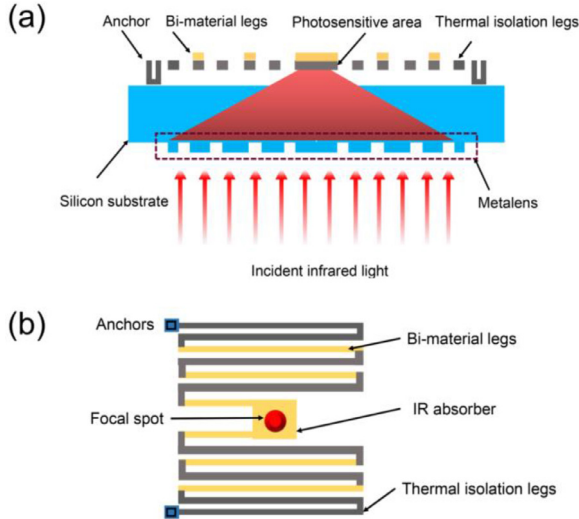 (a)
Anchor
Bi-material legs
Photosensitive area
Thermal isolation legs
Silicon substrate
Metalens
Incident infrared light
(b)
Anchors
Bi-material legs
Focal spot
IR absorber
Thermal isolation legs